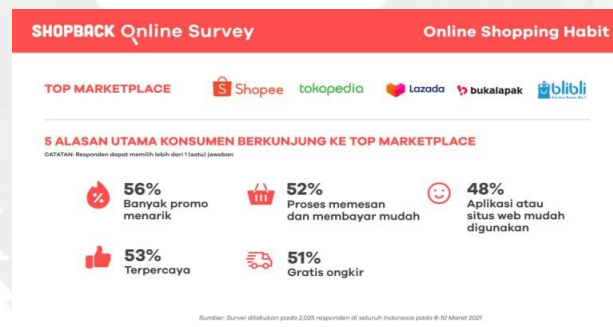 SHOPBACK Online Survey
Online Shopping Habit
TOP MARKETPLACE
Shopee
tokopedia
Lazada
bukalapak
blibli
5 ALASAN UTAMA KONSUMEN BERKUNJUNG KE TOP MARKETPLACE
CATATAN: Responden dapat memilih lebih dari 1 (satu) jawaban
56%
Banyak promo
menarik
52%
Proses memesan
dan membayar mudah
48%
Aplikasi atau
situs web mudah
digunakan
53%
Terpercaya
51%
Gratis ongkir
Sumber: Survei dilakukan pada 2,025 responden di seluruh Indonesia pada 8-10 Maret 2021